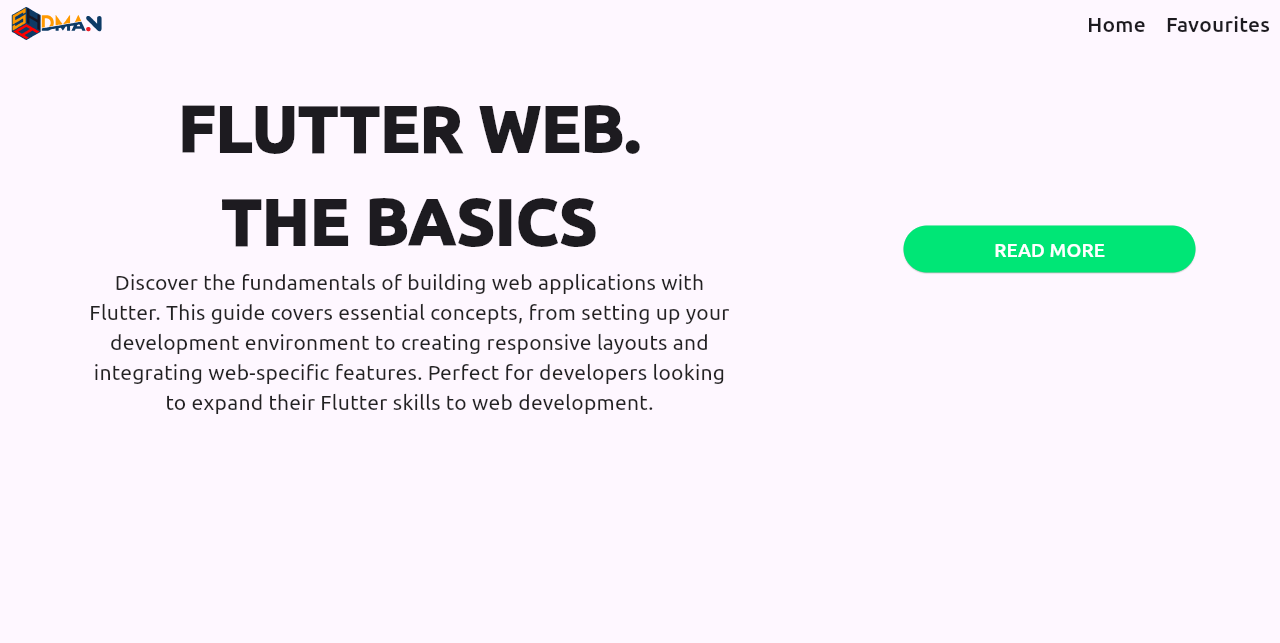 DMA.N
Home Favourites
FLUTTER WEB.
THE BASICS
Discover the fundamentals of building web applications with
Flutter. This guide covers essential concepts, from setting up your
development environment to creating responsive layouts and
integrating web-specific features. Perfect for developers looking
to expand their Flutter skills to web development.
READ MORE